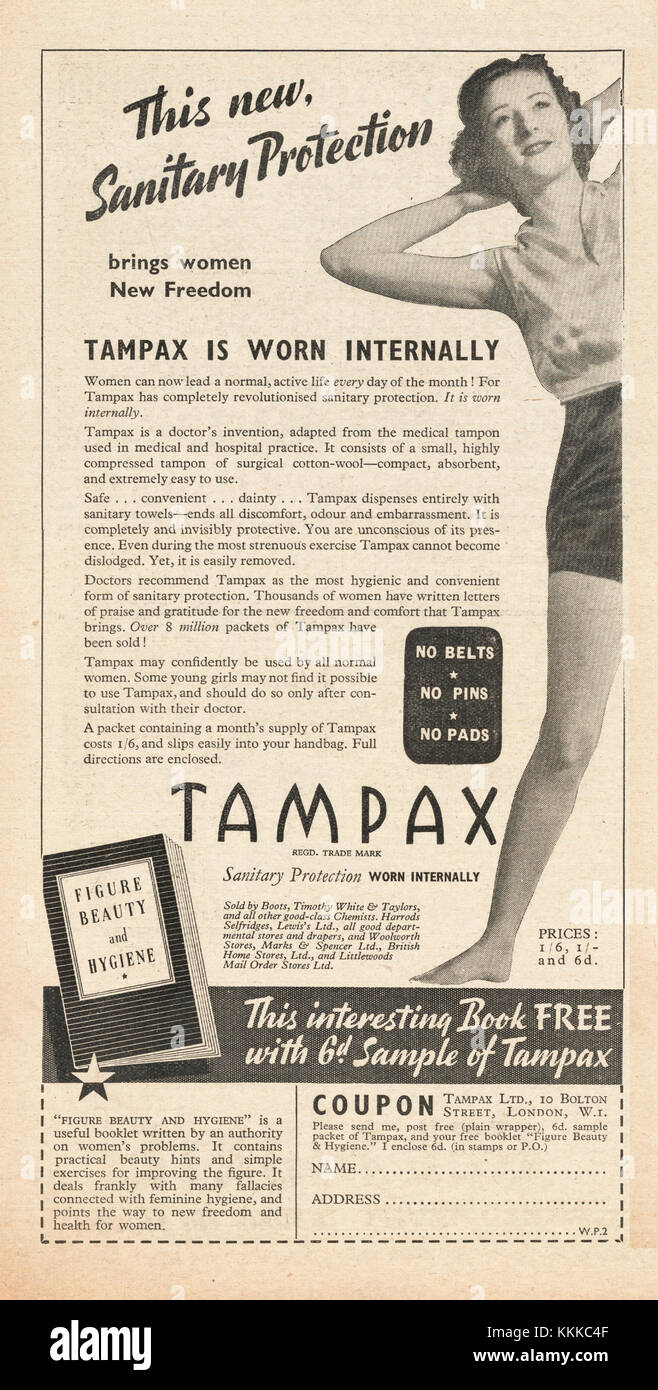 This new,
Sanitary Protection
brings women
New Freedom
TAMPAX IS WORN INTERNALLY
Women can now lead a normal, active life every day of the month! For
Tampax has completely revolutionised sanitary protection. It is worn
internally.
Tampax is a doctor's invention, adapted from the medical tampon
used in medical and hospital practice. It consists of a small, highly
compressed tampon of surgical cotton-wool—compact, absorbent,
and extremely easy to use.
Safe . . . convenient . . . dainty . . . Tampax dispenses entirely with
sanitary towels—ends all discomfort, odour and embarrassment. It is
completely and invisibly protective. You are unconscious of its pres-
ence. Even during the most strenuous exercise Tampax cannot become
dislodged. Yet, it is easily removed.
Doctors recommend Tampax as the most hygienic and convenient
form of sanitary protection. Thousands of women have written letters
of praise and gratitude for the new freedom and comfort that Tampax
brings. Over 8 million packets of Tampax have
been sold!
Tampax may confidently be used by all normal
women. Some young girls may not find it possible
to use Tampax, and should do so only after con-
sultation with their doctor.
A packet containing a month's supply of Tampax
costs 1/6, and slips easily into your handbag. Full
directions are enclosed.
NO BELTS
★
NO PINS
★
NO PADS
TAMPAX
REGD. TRADE MARK
Sanitary Protection WORN INTERNALLY
Sold by Boots, Timothy White & Taylors,
and all other good-class Chemists. Harrods
Selfridges, Lewis's Ltd., all good depart-
mental stores and drapers, and Woolworth
Stores, Marks & Spencer Ltd., British
Home Stores, Ltd., and Littlewoods
Mail Order Stores Ltd.
PRICES:
1/6, 1/-
and 6d.
FIGURE
BEAUTY
and
HYGIENE
This interesting Book FREE
with 6d Sample of Tampax
"FIGURE BEAUTY AND HYGIENE" is a
useful booklet written by an authority
on women's problems. It contains
practical beauty hints and simple
exercises for improving the figure. It
deals frankly with many fallacies
connected with feminine hygiene, and
points the way to new freedom and
health for women.
COUPON TAMPAX LTD., 10 BOLTON
STREET, LONDON, W.1.
Please send me, post free (plain wrapper), 6d. sample
packet of Tampax, and your free booklet "Figure Beauty
& Hygiene." I enclose 6d. (in stamps or P.O.)
NAME
ADDRESS
W.P.2
alamy
Image ID: KKKC4F
www.alamy.com